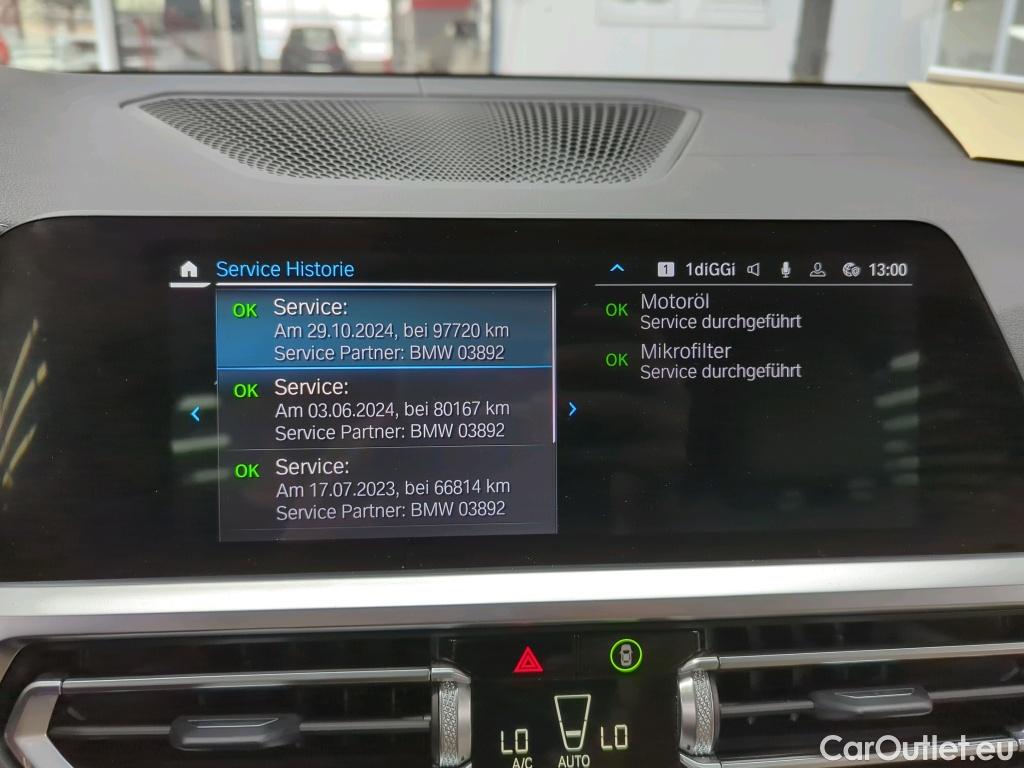 Service Historie
1 1diGGi 13:00
OK Service:
Am 29.10.2024, bei 97720 km
Service Partner: BMW 03892
OK Service:
Am 03.06.2024, bei 80167 km
Service Partner: BMW 03892
OK Service:
Am 17.07.2023, bei 66814 km
Service Partner: BMW 03892
OK Motoröl
Service durchgeführt
OK Mikrofilter
Service durchgeführt
LO LO
A/C AUTO
CarOutlet.eu